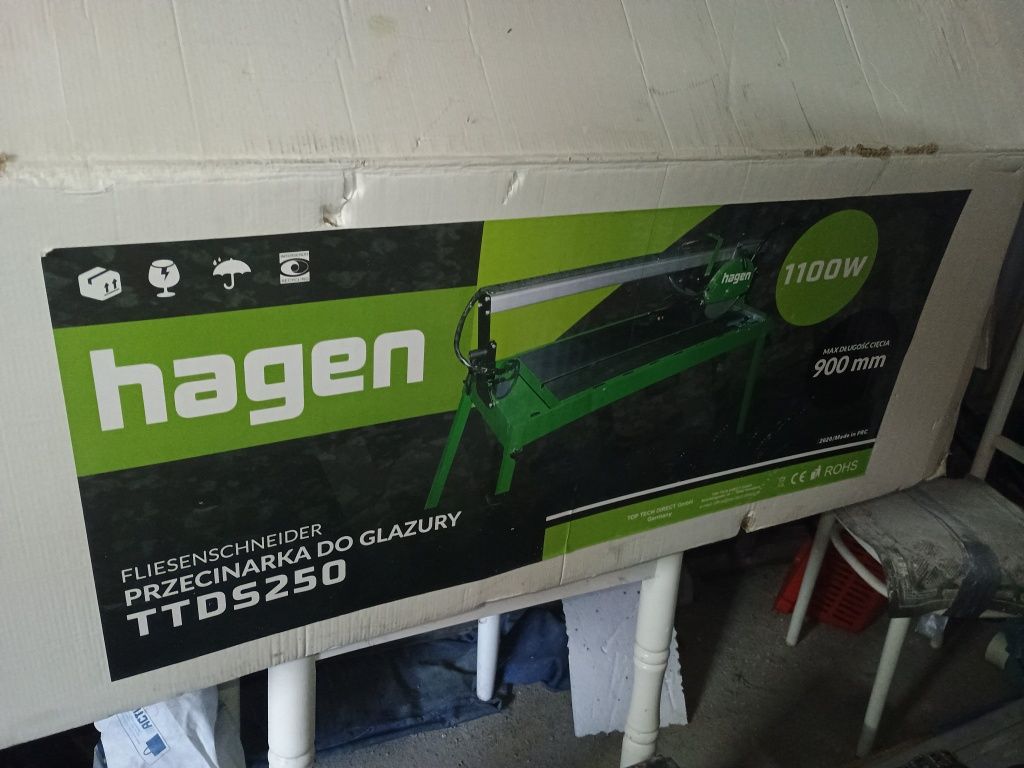 hagen
hagen
1100W
MAX DŁUGOŚĆ CIĘCIA
900 mm
2020/Made in PRC
FLIESENSCHNEIDER
PRZECINARKA DO GLAZURY
TTDS250
TOP TECH DIRECT GmbH
Germany
CE ROHS